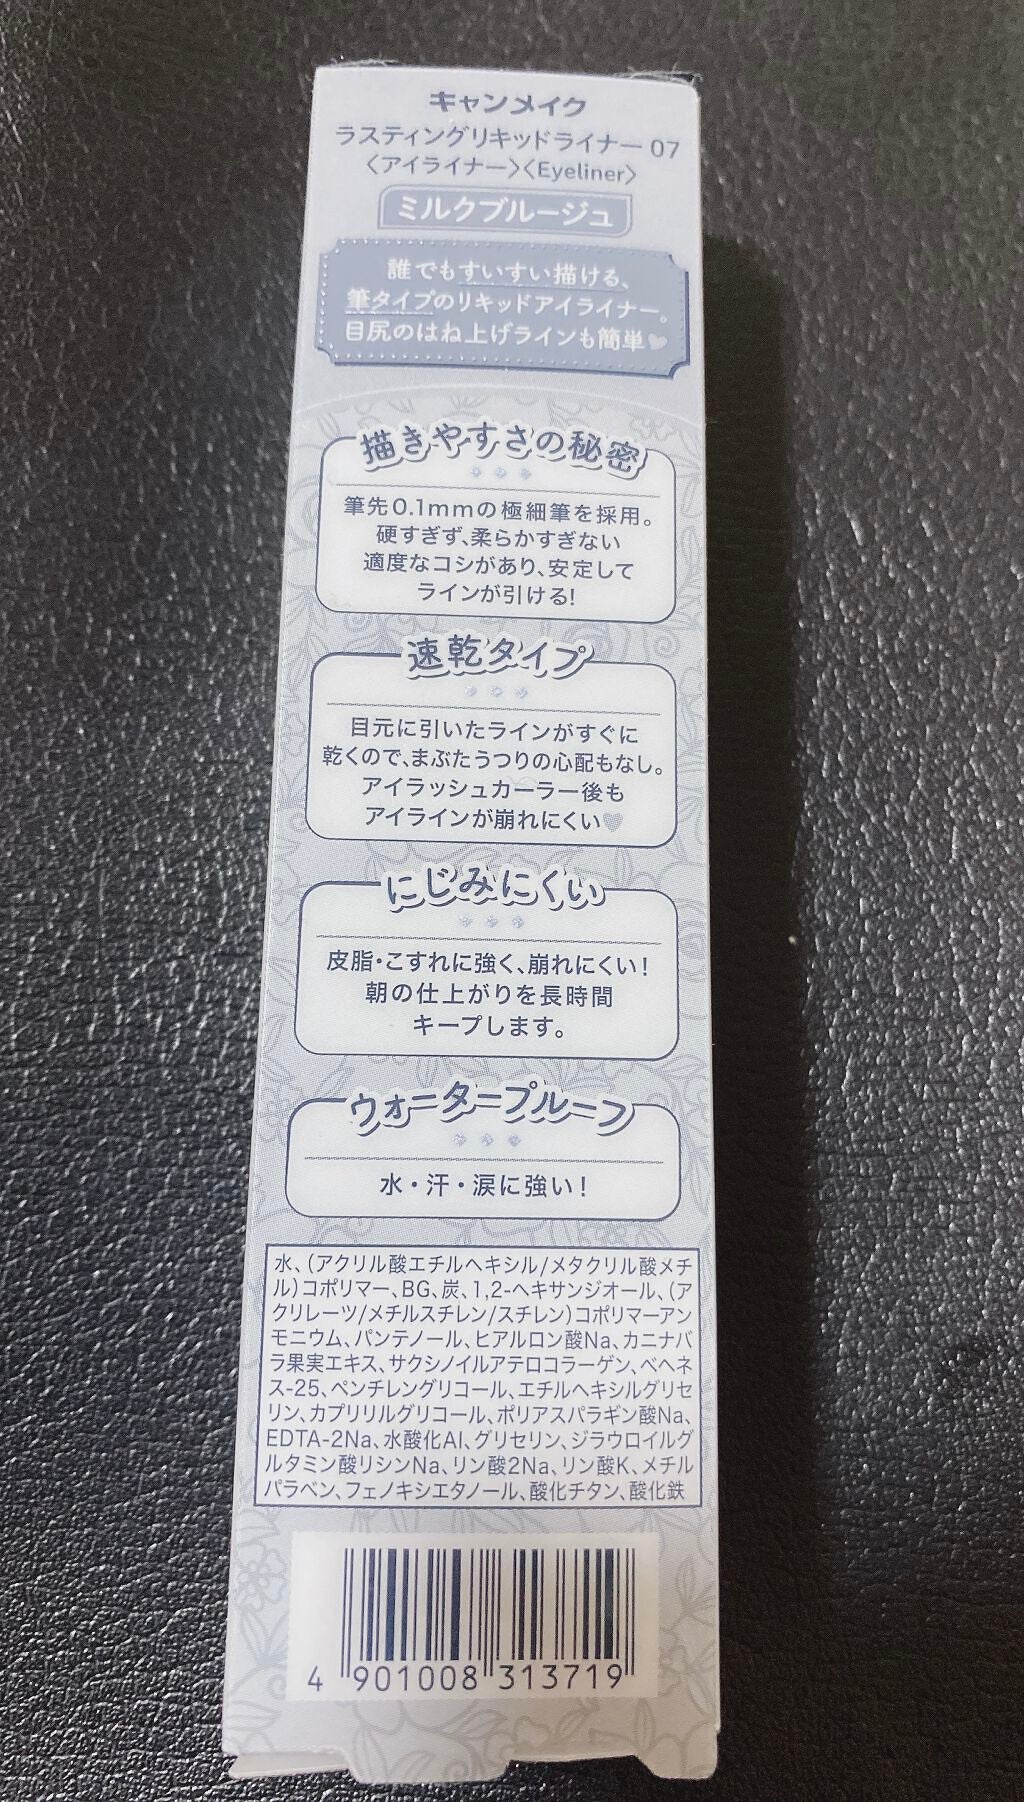 キャンメイク
ラスティングリキッドライナー 07
〈アイライナー〉〈Eyeliner〉
ミルクブルージュ
誰でもすいすい描ける、
筆タイプのリキッドアイライナー。
目尻のはね上げラインも簡単
描きやすさの秘密
筆先0.1mmの極細筆を採用。
硬すぎず、柔らかすぎない
適度なコシがあり、安定して
ラインが引ける!
速乾タイプ
目元に引いたラインがすぐに
乾くので、まぶたうつりの心配もなし。
アイラッシュカーラー後も
アイラインが崩れにくい
にじみにくい
皮脂・こすれに強く、崩れにくい!
朝の仕上がりを長時間
キープします。
ウォータープルーフ
水・汗・涙に強い!
水、(アクリル酸エチルヘキシル/メタクリル酸メチ
ル)コポリマー、BG、炭、1,2-ヘキサンジオール、(ア
クリレーツ/メチルスチレン/スチレン)コポリマーアン
モニウム、パンテノール、ヒアルロン酸Na、カニナバ
ラ果実エキス、サクシノイルアテロコラーゲン、ベヘネ
ス-25、ペンチレングリコール、エチルヘキシルグリセ
リン、カプリリルグリコール、ポリアスパラギン酸Na、
EDTA-2Na、水酸化Al、グリセリン、ジラウロイルグ
ルタミン酸リシンNa、リン酸2Na、リン酸K、メチル
パラベン、フェノキシエタノール、酸化チタン、酸化鉄
4 901008 313719